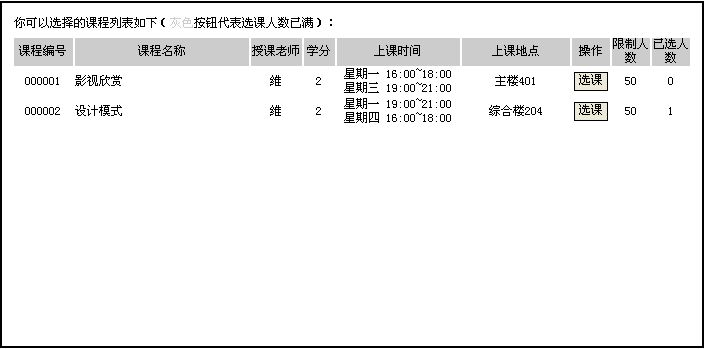 你可以选择的课程列表如下(灰色按钮代表选课人数已满):
课程编号 课程名称 授课老师 学分 上课时间 上课地点 操作 限制人数 已选人数
000001 影视欣赏 维 2 星期一 16:00~18:00 主楼401 选课 50 0
星期三 19:00~21:00
000002 设计模式 维 2 星期一 19:00~21:00 综合楼204 选课 50 1
星期四 16:00~18:00